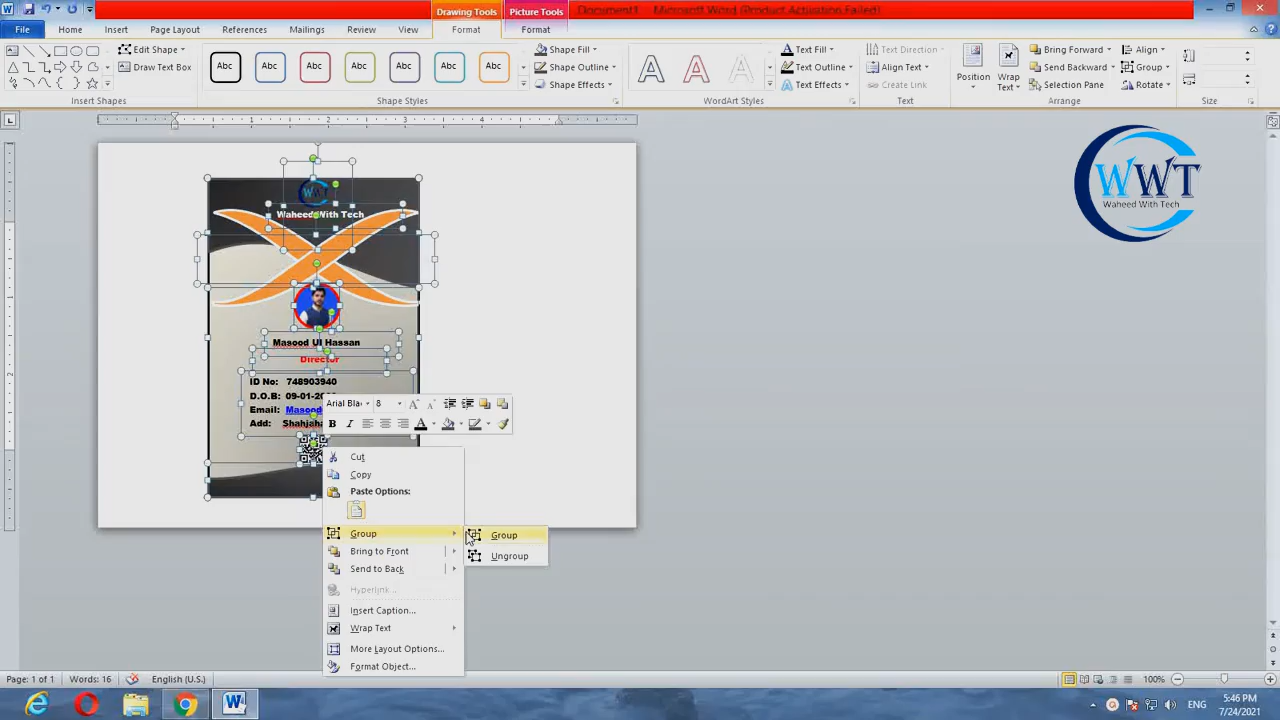 Drawing Tools
Picture Tools
Document1 - Microsoft Word (Product Activation Failed)
File
Home
Insert
Page Layout
References
Mailings
Review
View
Format
Format
Edit Shape
Draw Text Box
Insert Shapes
Abc
Abc
Abc
Abc
Abc
Abc
Abc
Shape Fill
Shape Outline
Shape Effects
Shape Styles
A
A
A
Text Fill
Text Outline
Text Effects
WordArt Styles
Text Direction
Align Text
Create Link
Text
Position
Wrap
Text
Bring Forward
Send Backward
Selection Pane
Align
Group
Rotate
Arrange
Size
1
2
3
4
WWT
Waheed With Tech
Waheed With Tech
Masood Ul Hassan
Director
ID No: 748903940
D.O.B: 09-01-
Email: Masood
Add: Shahjaha
Arial Bla
8
B I A
Cut
Copy
Paste Options:
Group
Bring to Front
Send to Back
Hyperlink...
Insert Caption...
Wrap Text
More Layout Options...
Format Object...
Group
Ungroup
Page: 1 of 1
Words: 16
English (U.S.)
100%
ENG
5:46 PM
7/24/2021